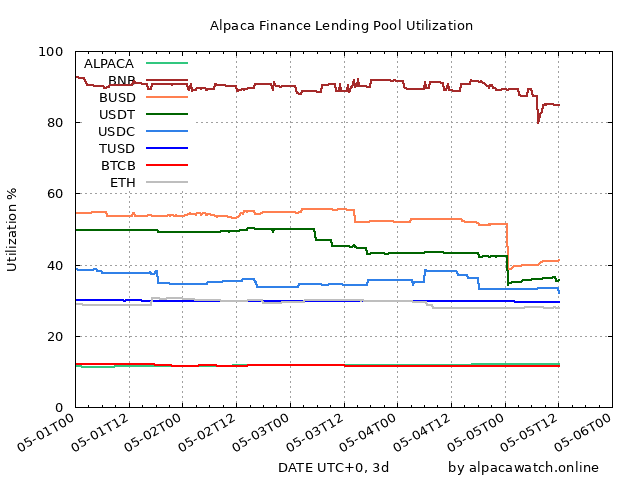 Alpaca Finance Lending Pool Utilization
100
80
60
40
20
0
Utilization %
ALPACA
BNB
BUSD
USDT
USDC
TUSD
BTCB
ETH
05-01T00
05-01T12
05-02T00
05-02T12
05-03T00
05-03T12
05-04T00
05-04T12
05-05T00
05-05T12
05-06T00
DATE UTC+0, 3d
by alpacawatch.online